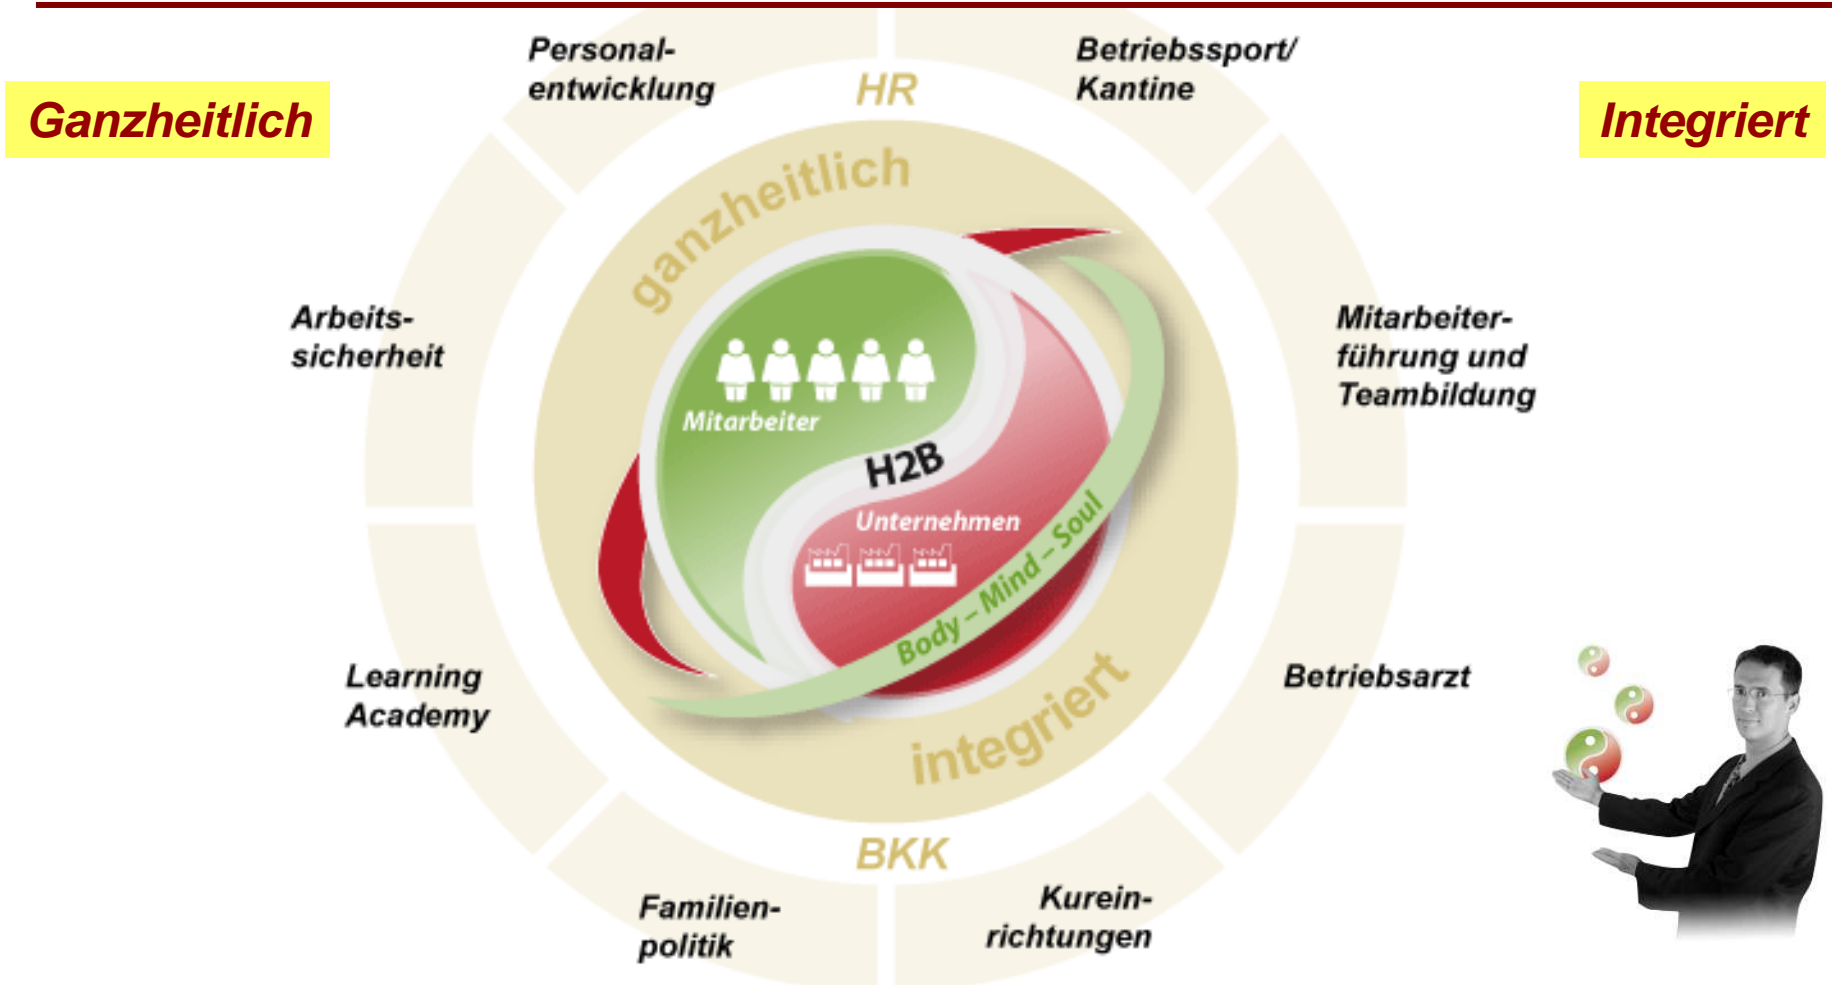 Personal-
entwicklung
Betriebssport/
Kantine
HR
Ganzheitlich
Integriert
ganzheitlich
Arbeits-
sicherheit
Mitarbeiter-
führung und
Teambildung
Mitarbeiter
H2B
Unternehmen
Body – Mind – Soul
integriert
Learning
Academy
Betriebsarzt
BKK
Familien-
politik
Kurein-
richtungen